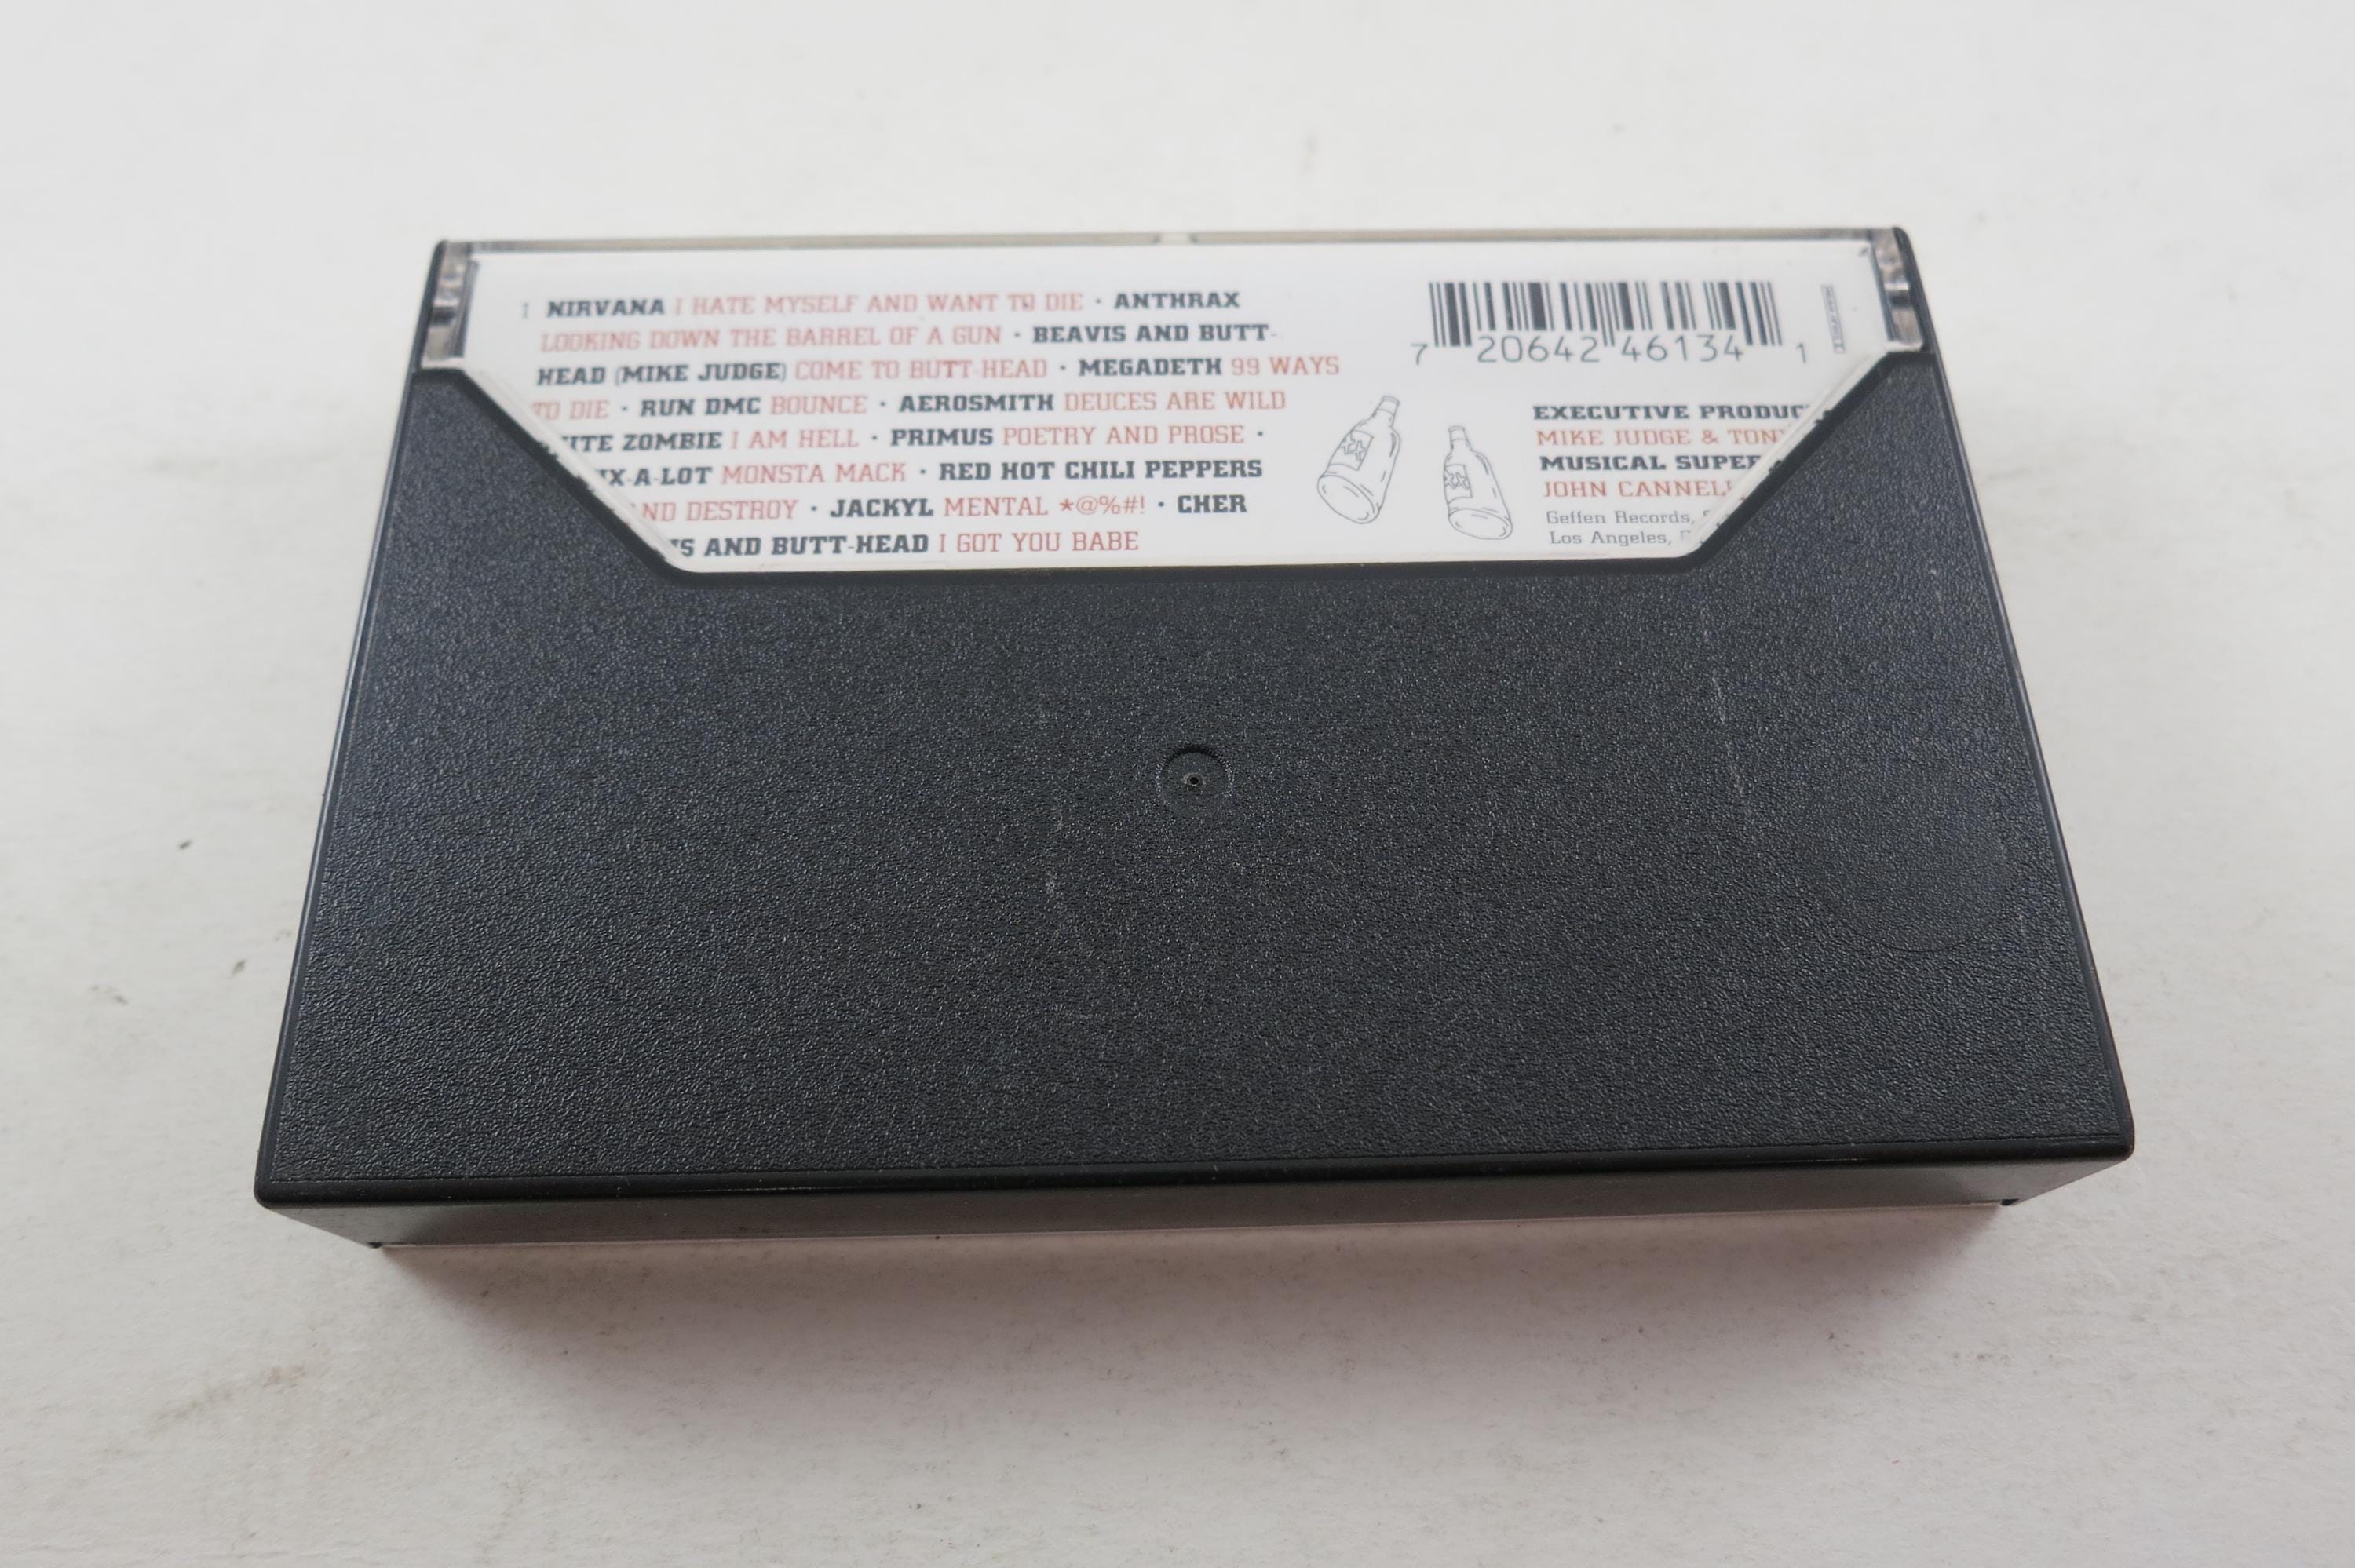 1 NIRVANA I HATE MYSELF AND WANT TO DIE · ANTHRAX
LOOKING DOWN THE BARREL OF A GUN · BEAVIS AND BUTT-
HEAD (MIKE JUDGE) COME TO BUTT-HEAD · MEGADETH 99 WAYS
TO DIE · RUN DMC BOUNCE · AEROSMITH DEUCES ARE WILD
ITE ZOMBIE I AM HELL · PRIMUS POETRY AND PROSE ·
IX-A-LOT MONSTA MACK · RED HOT CHILI PEPPERS
ND DESTROY · JACKYL MENTAL *@%#! · CHER
IS AND BUTT-HEAD I GOT YOU BABE
7 20642 46134 1
EXECUTIVE PRODUC
MIKE JUDGE & TON
MUSICAL SUPER
JOHN CANNELL
Geffen Records,
Los Angeles,